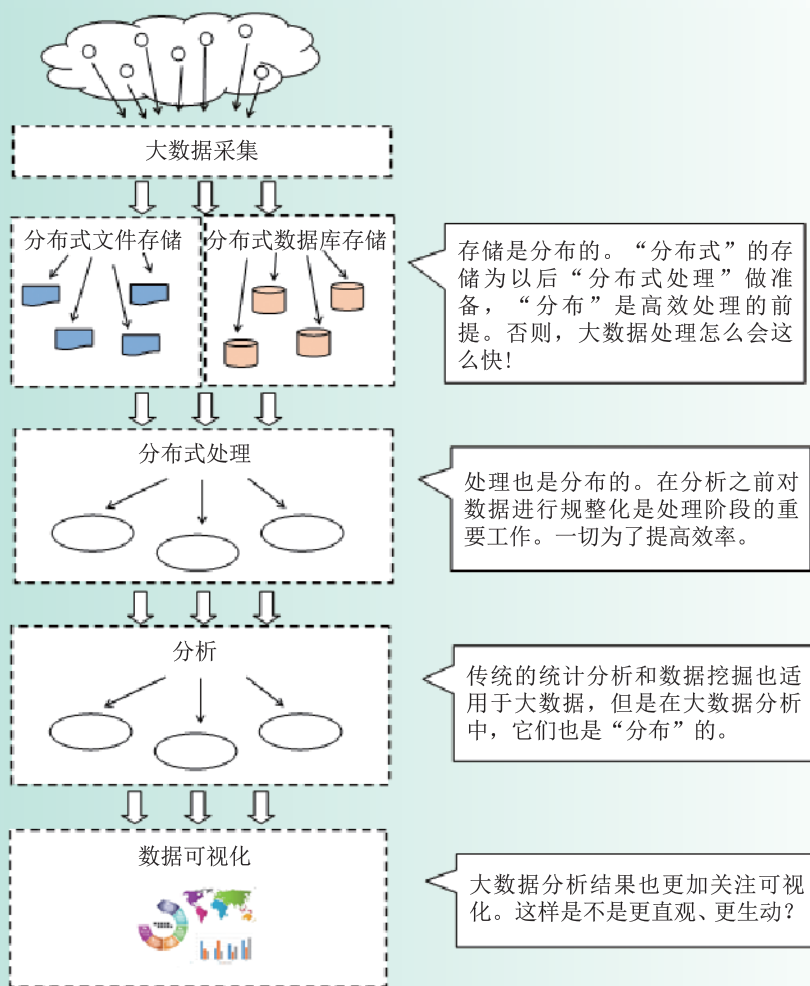 大数据采集
分布式文件存储
分布式数据库存储
存储是分布的。“分布式”的存
储为以后“分布式处理”做准
备，“分布”是高效处理的前
提。否则，大数据处理怎么会这
么快!
分布式处理
处理也是分布的。在分析之前对
数据进行规整化是处理阶段的重
要工作。一切为了提高效率。
分析
传统的统计分析和数据挖掘也适
用于大数据，但是在大数据分析
中，它们也是“分布”的。
数据可视化
大数据分析结果也更加关注可视
化。这样是不是更直观、更生动？